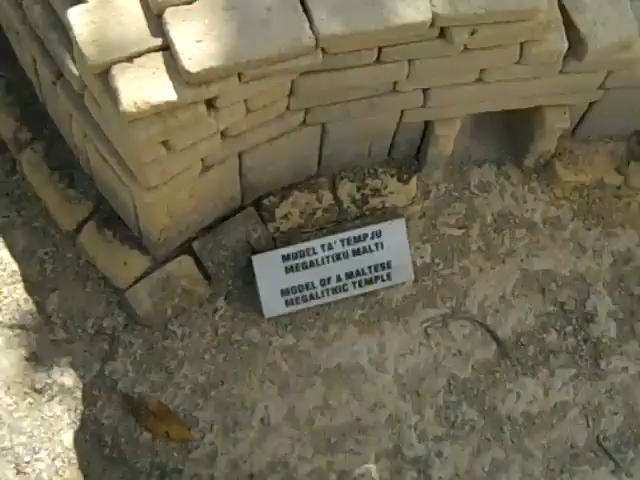 MUDEL TA' TEMPJU
MEGALITIKU MALTI
MODEL OF A MALTESE
MEGALITHIC TEMPLE